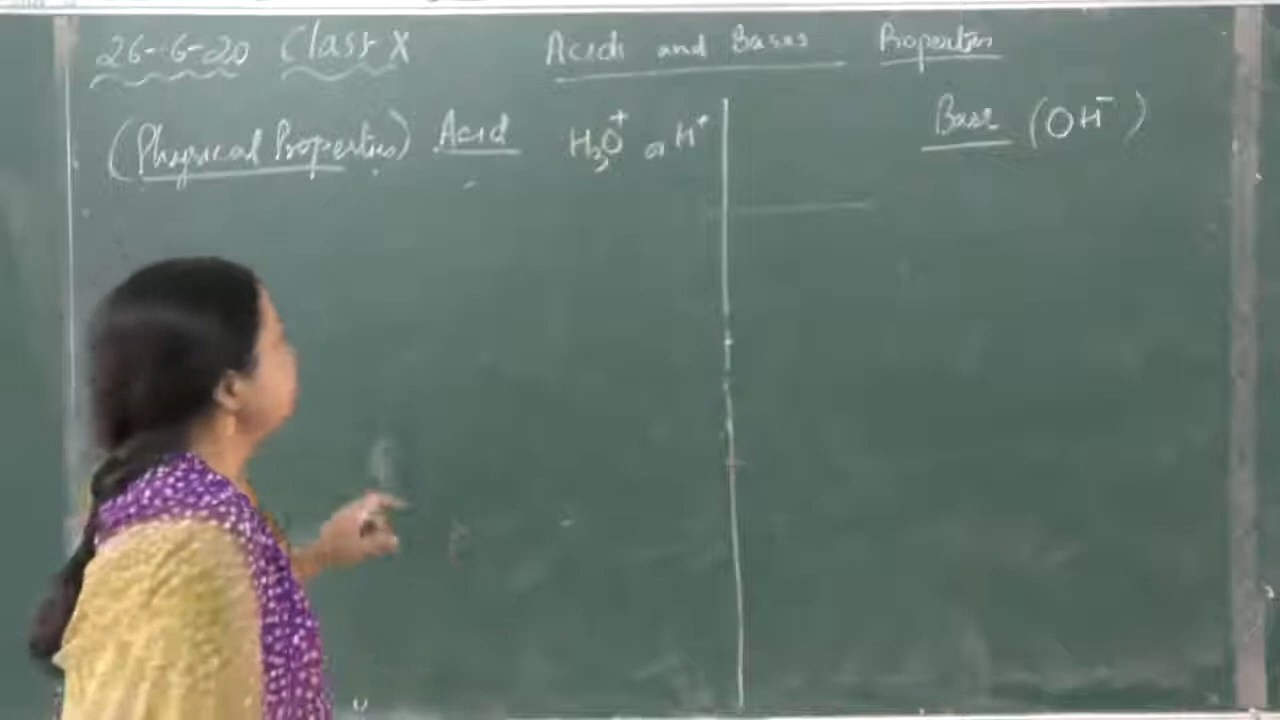 26-6-20 Class X Acids and Bases Properties
(Physical Properties) Acid H₃O⁺ or H⁺ Base (OH⁻)